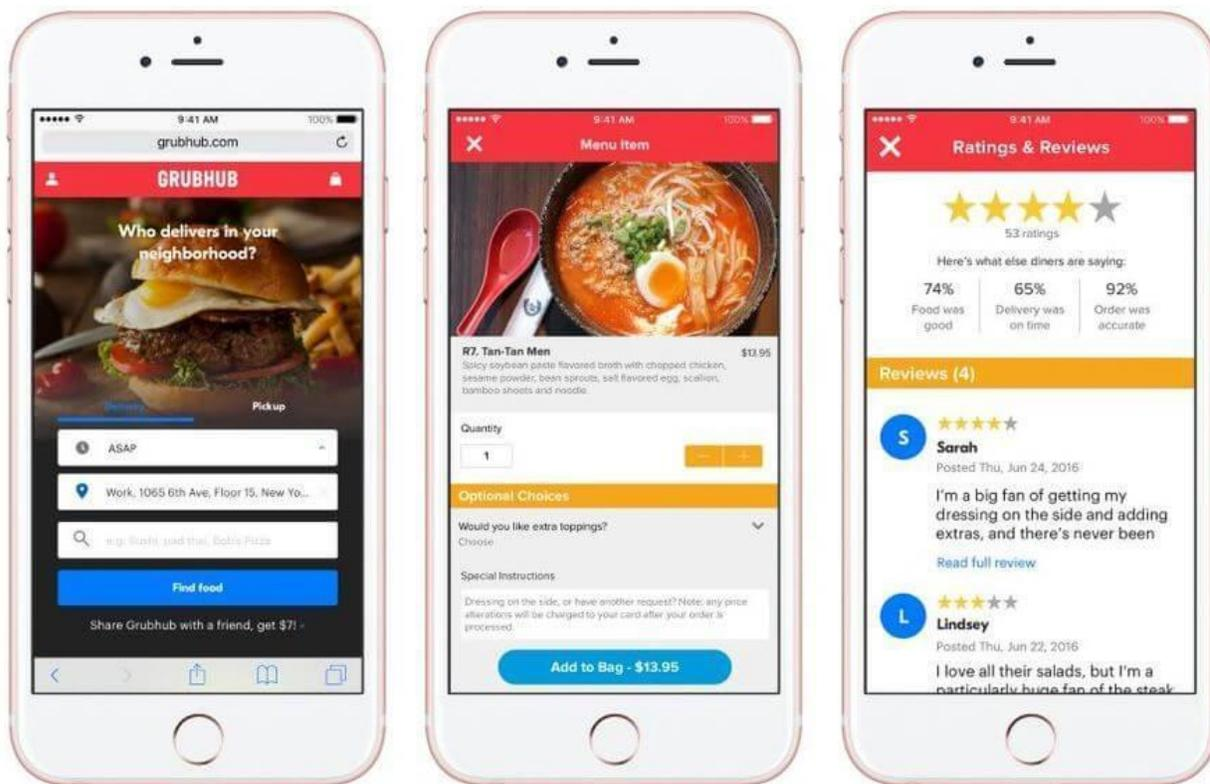 9:41 AM
100%
grubhub.com
GRUBHUB
Who delivers in your
neighborhood?
Delivery
Pickup
ASAP
Work, 1065 6th Ave, Floor 15, New Yo...
e.g. Sushi, pad thai, Bob's Pizza
Find food
Share Grubhub with a friend, get $7!
9:41 AM
100%
Menu Item
R7. Tan-Tan Men
$13.95
Spicy soybean paste flavored broth with chopped chicken,
sesame powder, bean sprouts, salt flavored egg, scallion,
bamboo shoots and noodle.
Quantity
1
Optional Choices
Would you like extra toppings?
Choose
Special Instructions
Dressing on the side, or have another request? Note: any price
alterations will be charged to your card after your order is
processed.
Add to Bag - $13.95
9:41 AM
100%
Ratings & Reviews
53 ratings
Here's what else diners are saying:
74%
Food was
good
65%
Delivery was
on time
92%
Order was
accurate
Reviews (4)
S
Sarah
Posted Thu, Jun 24, 2016
I'm a big fan of getting my
dressing on the side and adding
extras, and there's never been
Read full review
L
Lindsey
Posted Thu, Jun 22, 2016
I love all their salads, but I'm a
particularly huge fan of the steak